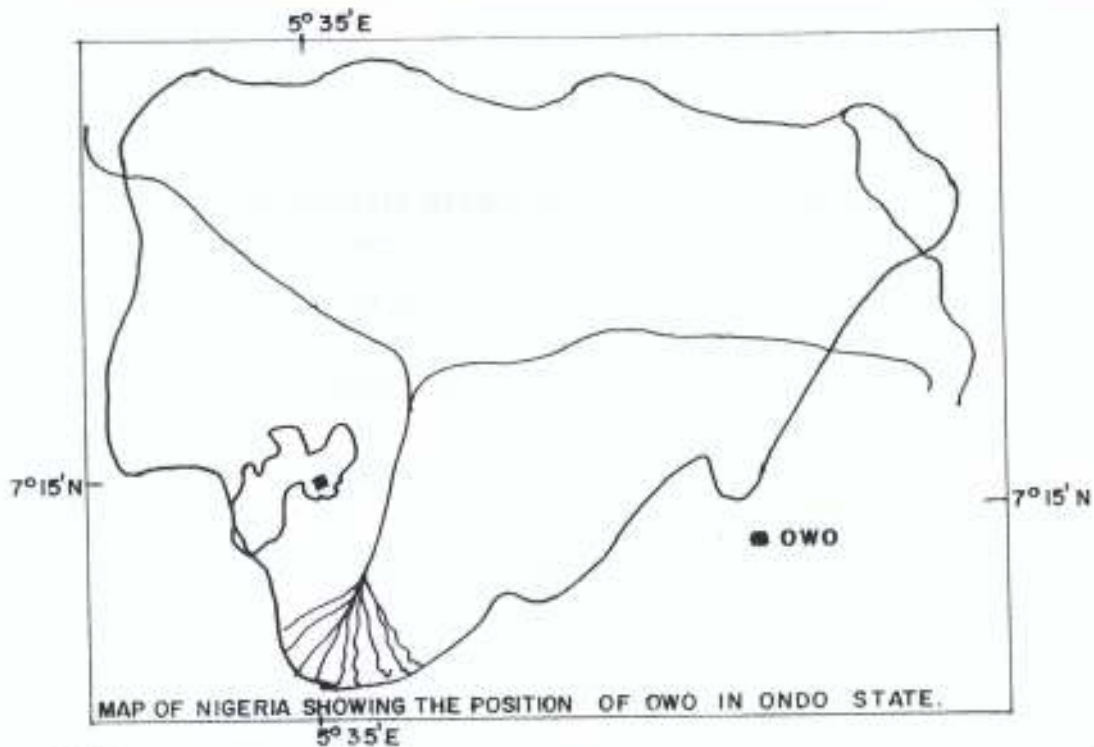 5° 35' E
7° 15' N
7° 15' N
OWO
MAP OF NIGERIA SHOWING THE POSITION OF OWO IN ONDO STATE.
5° 35' E